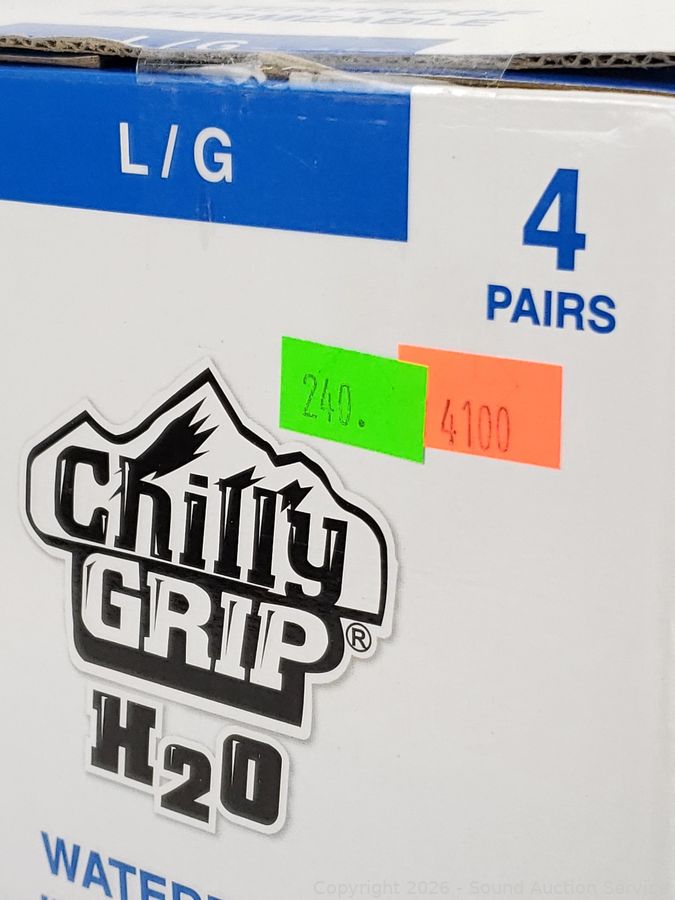 L/G
L/G
4
PAIRS
240.
4100
Chilly
GRIP®
H2O
Copyright 2026 - Sound Auction Service